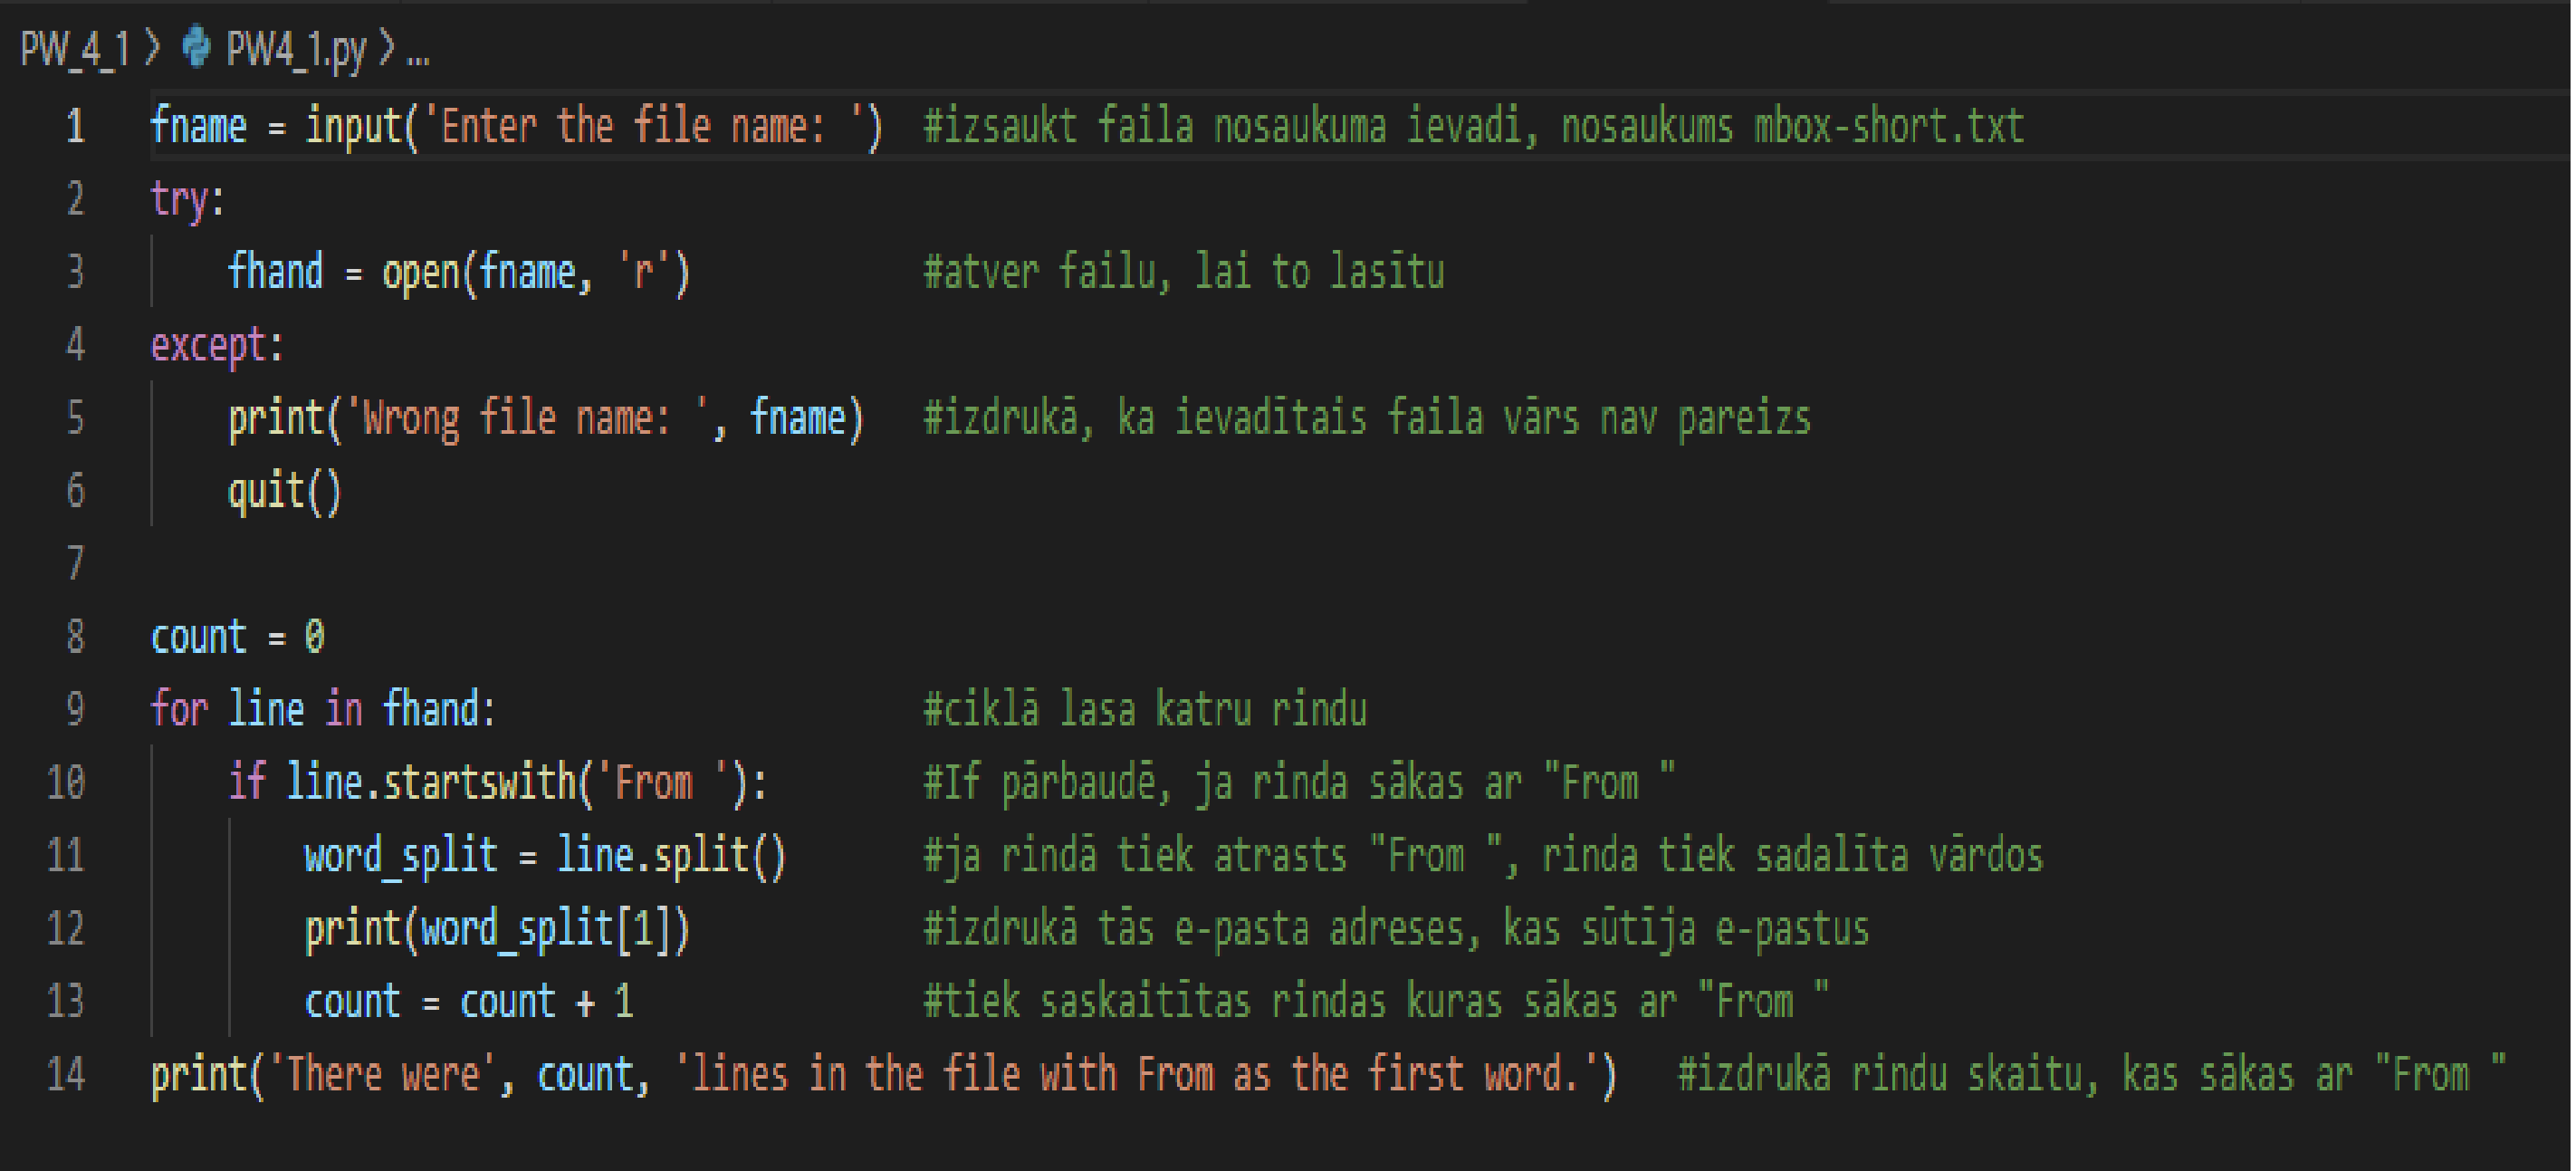 PW_4_1 > PW4_1.py > ...
1 fname = input('Enter the file name: ') #izsaukt faila nosaukuma ievadi, nosaukums mbox-short.txt
2 try:
3 fhand = open(fname, 'r') #atver failu, lai to lasītu
4 except:
5 print('Wrong file name: ', fname) #izdrukā, ka ievadītais faila vārs nav pareizs
6 quit()
7
8 count = 0
9 for line in fhand: #ciklā lasa katru rindu
10 if line.startswith('From '): #If pārbaudē, ja rinda sākas ar "From "
11 word_split = line.split() #ja rindā tiek atrasts "From ", rinda tiek sadalīta vārdos
12 print(word_split[1]) #izdrukā tās e-pasta adreses, kas sūtīja e-pastus
13 count = count + 1 #tiek saskaitītas rindas kuras sākas ar "From "
14 print('There were', count, 'lines in the file with From as the first word.') #izdrukā rindu skaitu, kas sākas ar "From "